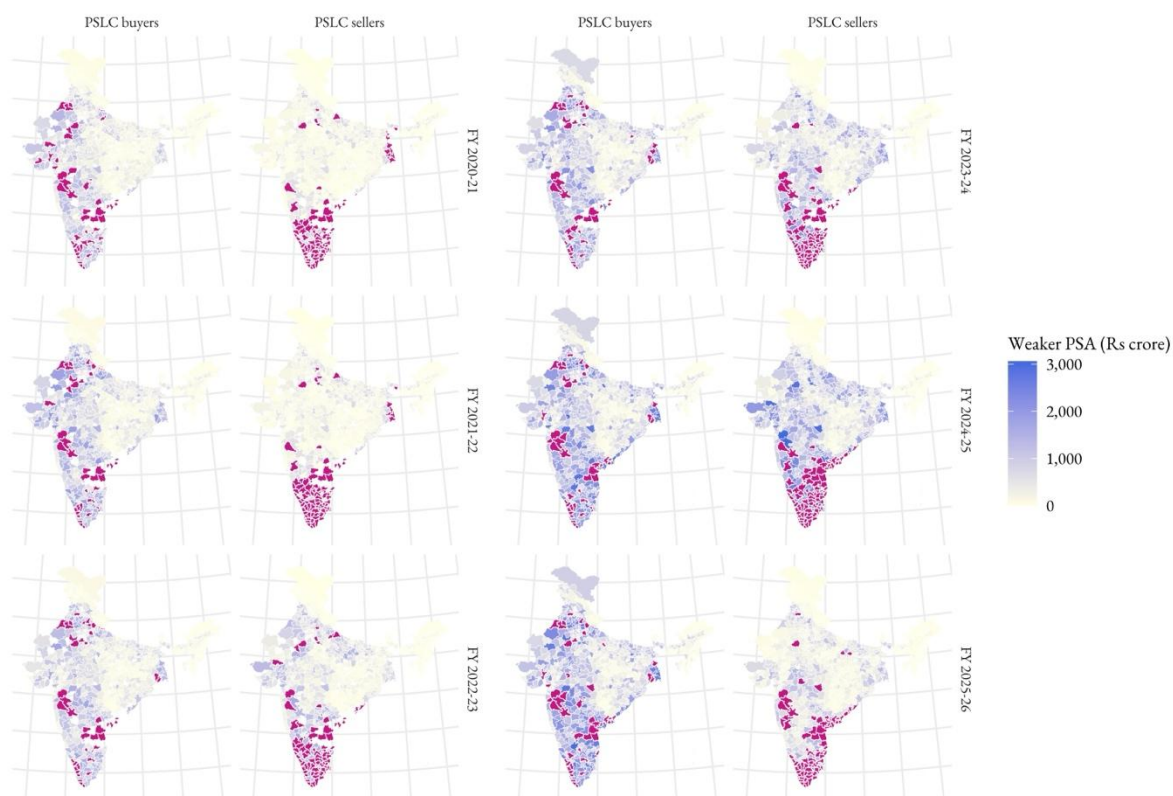 PSLC buyers
PSLC sellers
PSLC buyers
PSLC sellers
FY 2020-21
FY 2023-24
FY 2021-22
FY 2024-25
FY 2022-23
FY 2025-26
Weaker PSA (Rs crore)
3,000
2,000
1,000
0